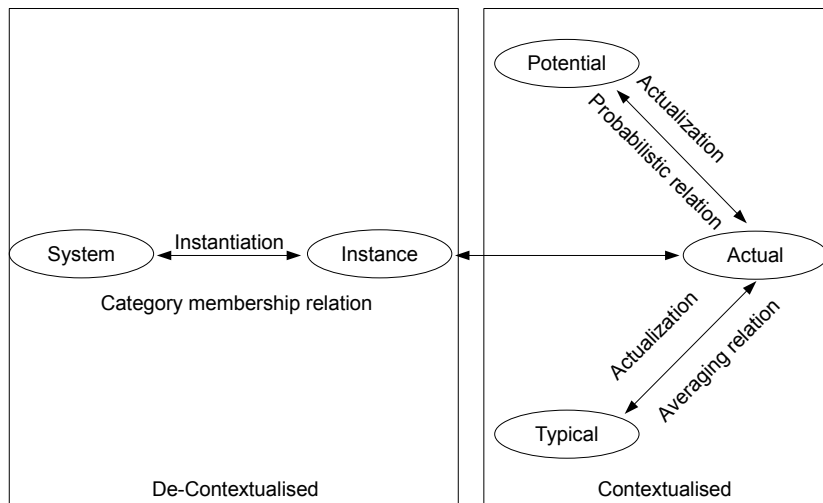 Potential
Actualization
Probabilistic relation
System
Instantiation
Instance
Actual
Category membership relation
Actualization
Averaging relation
Typical
De-Contextualised
Contextualised